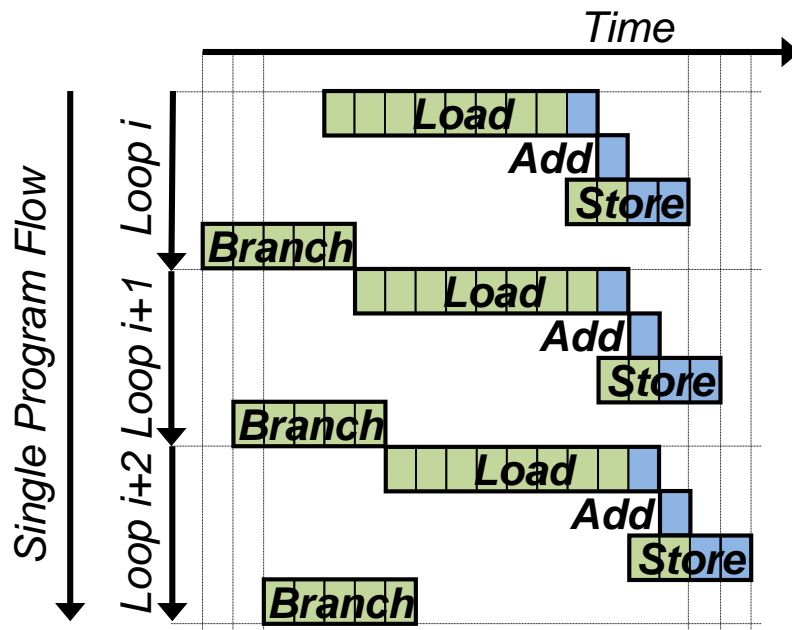 Time
Single Program Flow
Loop i
Load
Add
Store
Branch
Loop i+1
Load
Add
Store
Branch
Loop i+2
Load
Add
Store
Branch